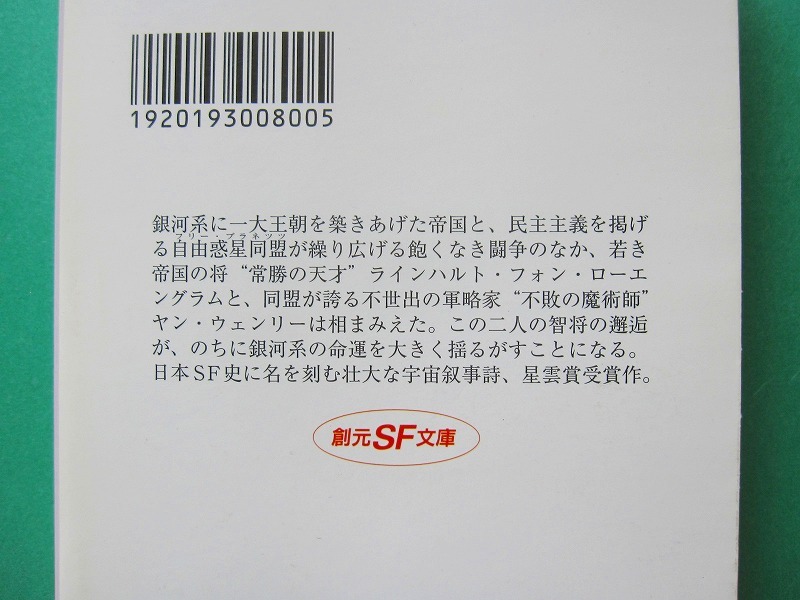 1920193008005
銀河系に一大王朝を築きあげた帝国と、民主主義を掲げ
フリー・プラネッツ
る自由惑星同盟が繰り広げる飽くなき闘争のなか、若き
帝国の将“常勝の天才”ラインハルト・フォン・ローエ
ングラムと、同盟が誇る不世出の軍略家“不敗の魔術師”
ヤン・ウェンリーは相まみえた。この二人の智将の邂逅
が、のちに銀河系の命運を大きく揺るがすことになる。
日本SF史に名を刻む壮大な宇宙叙事詩、星雲賞受賞作。
創元SF文庫